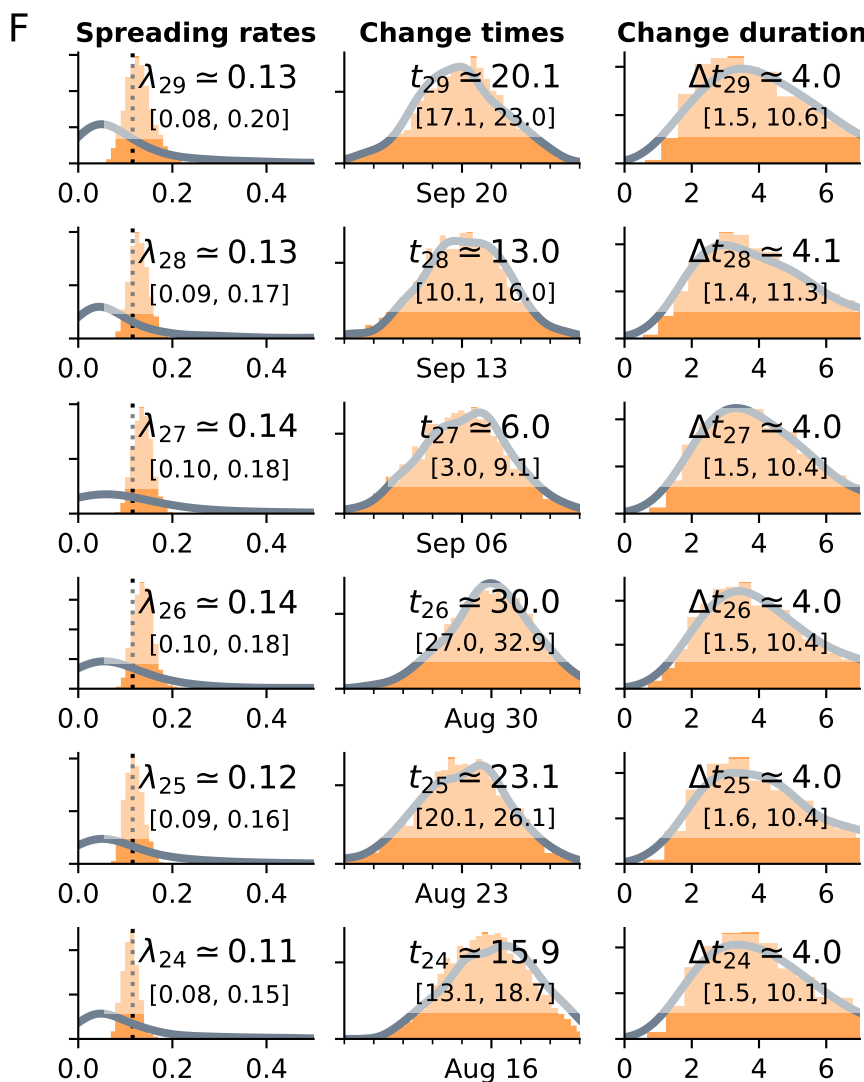 F
Spreading rates Change times Change duration
λ29 ≃ 0.13 t29 ≃ 20.1 Δt29 ≃ 4.0
[0.08, 0.20] [17.1, 23.0] [1.5, 10.6]
0.0 0.2 0.4 Sep 20 0 2 4 6
λ28 ≃ 0.13 t28 ≃ 13.0 Δt28 ≃ 4.1
[0.09, 0.17] [10.1, 16.0] [1.4, 11.3]
0.0 0.2 0.4 Sep 13 0 2 4 6
λ27 ≃ 0.14 t27 ≃ 6.0 Δt27 ≃ 4.0
[0.10, 0.18] [3.0, 9.1] [1.5, 10.4]
0.0 0.2 0.4 Sep 06 0 2 4 6
λ26 ≃ 0.14 t26 ≃ 30.0 Δt26 ≃ 4.0
[0.10, 0.18] [27.0, 32.9] [1.5, 10.4]
0.0 0.2 0.4 Aug 30 0 2 4 6
λ25 ≃ 0.12 t25 ≃ 23.1 Δt25 ≃ 4.0
[0.09, 0.16] [20.1, 26.1] [1.6, 10.4]
0.0 0.2 0.4 Aug 23 0 2 4 6
λ24 ≃ 0.11 t24 ≃ 15.9 Δt24 ≃ 4.0
[0.08, 0.15] [13.1, 18.7] [1.5, 10.1]
0.0 0.2 0.4 Aug 16 0 2 4 6